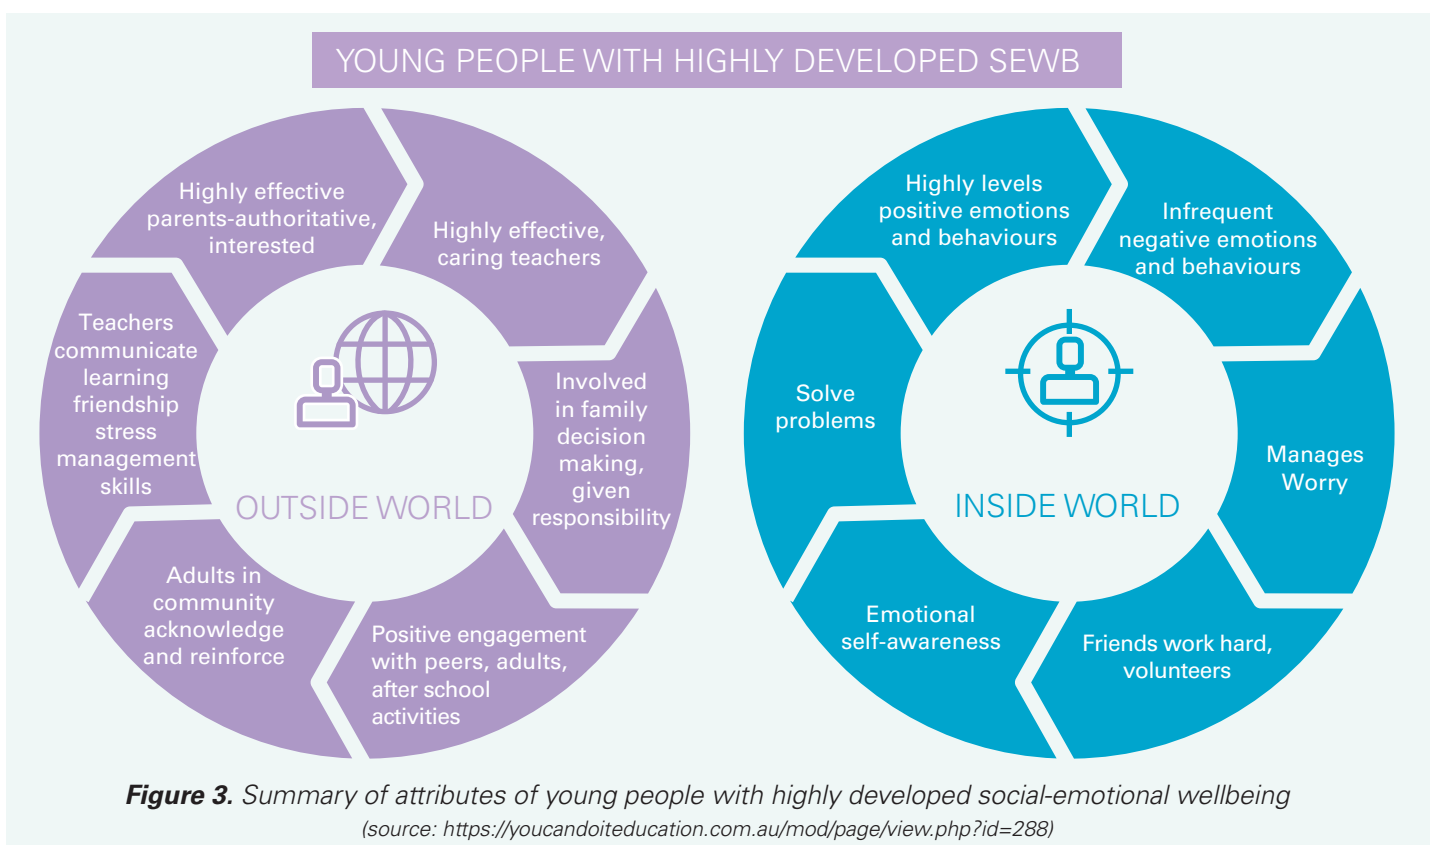 YOUNG PEOPLE WITH HIGHLY DEVELOPED SEWB
Highly effective
parents-authoritative,
interested
Highly effective,
caring teachers
Involved
in family
decision
making,
given
responsibility
Positive engagement
with peers, adults,
after school
activities
Adults in
community
acknowledge
and reinforce
Teachers
communicate
learning
friendship
stress
management
skills
OUTSIDE WORLD
Highly levels
positive emotions
and behaviours
Infrequent
negative emotions
and behaviours
Manages
Worry
Friends work hard,
volunteers
Emotional
self-awareness
Solve
problems
INSIDE WORLD
Figure 3. Summary of attributes of young people with highly developed social-emotional wellbeing
(source: https://youcandoiteducation.com.au/mod/page/view.php?id=288)